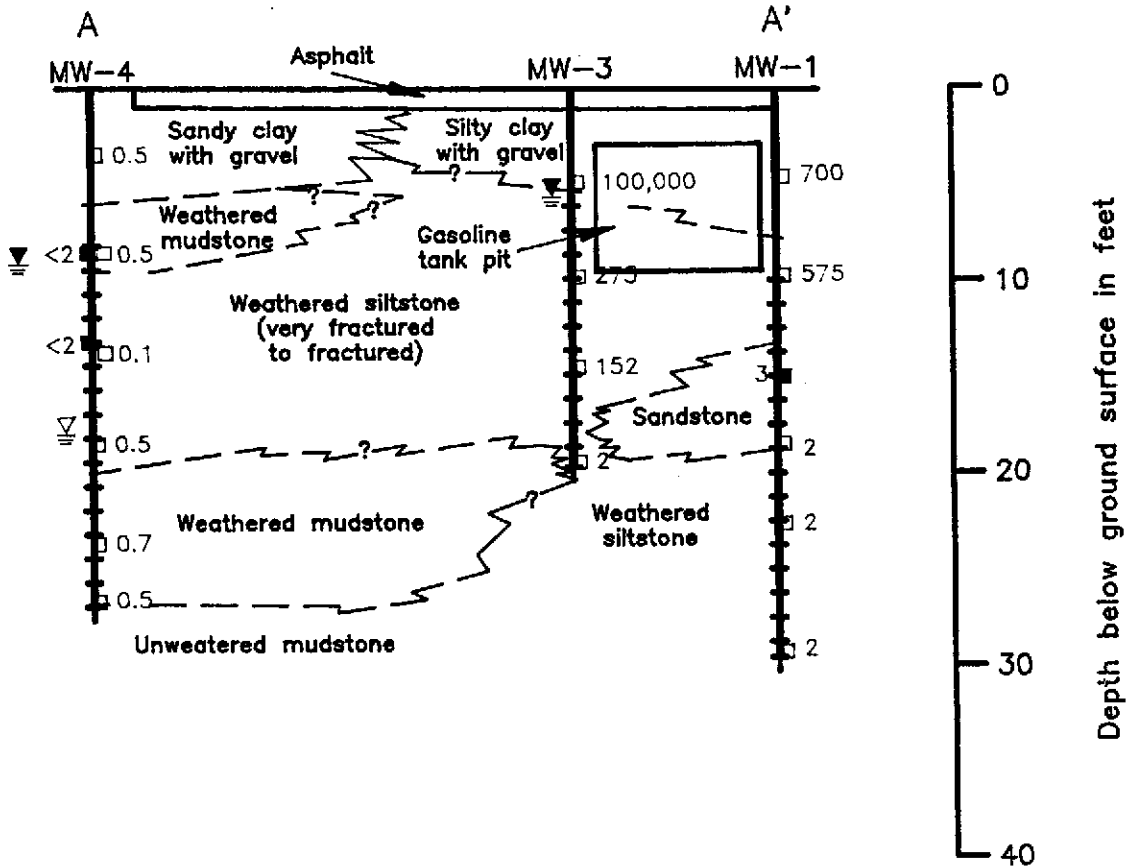 A
A'
MW-4
Asphalt
MW-3
MW-1
0
Sandy clay
with gravel
Silty clay
with gravel
0.5
?
100,000
700
?
?
Weathered
mudstone
Gasoline
tank pit
<2
0.5
275
575
10
Weathered siltstone
(very fractured
to fractured)
<2
0.1
152
3
Sandstone
0.5
?
2
2
20
Weathered mudstone
?
Weathered
siltstone
0.7
2
0.5
Unweatered mudstone
2
30
40
Depth below ground surface in feet